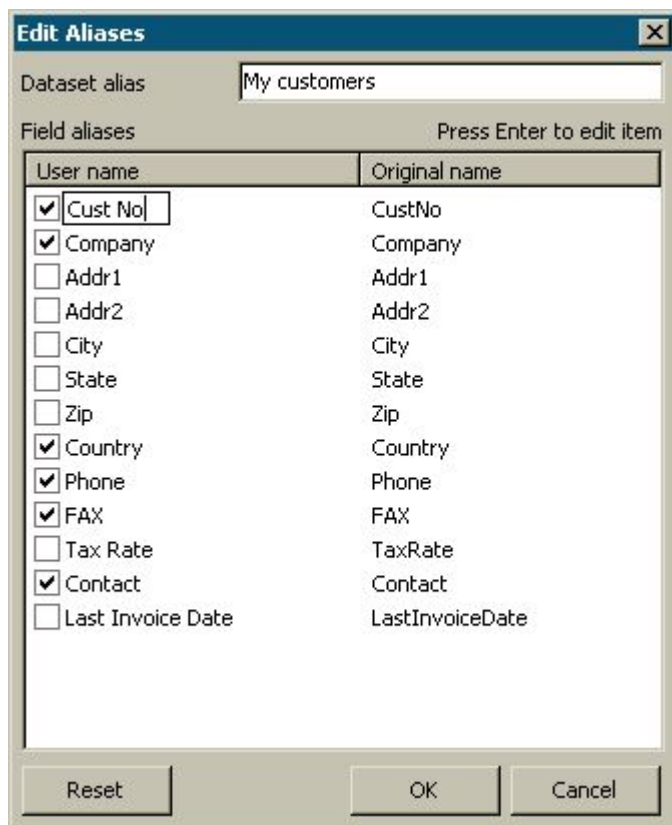 Edit Aliases
Dataset alias My customers
Field aliases Press Enter to edit item
User name Original name
Cust No CustNo
Company Company
Addr1 Addr1
Addr2 Addr2
City City
State State
Zip Zip
Country Country
Phone Phone
FAX FAX
Tax Rate TaxRate
Contact Contact
Last Invoice Date LastInvoiceDate
Reset OK Cancel